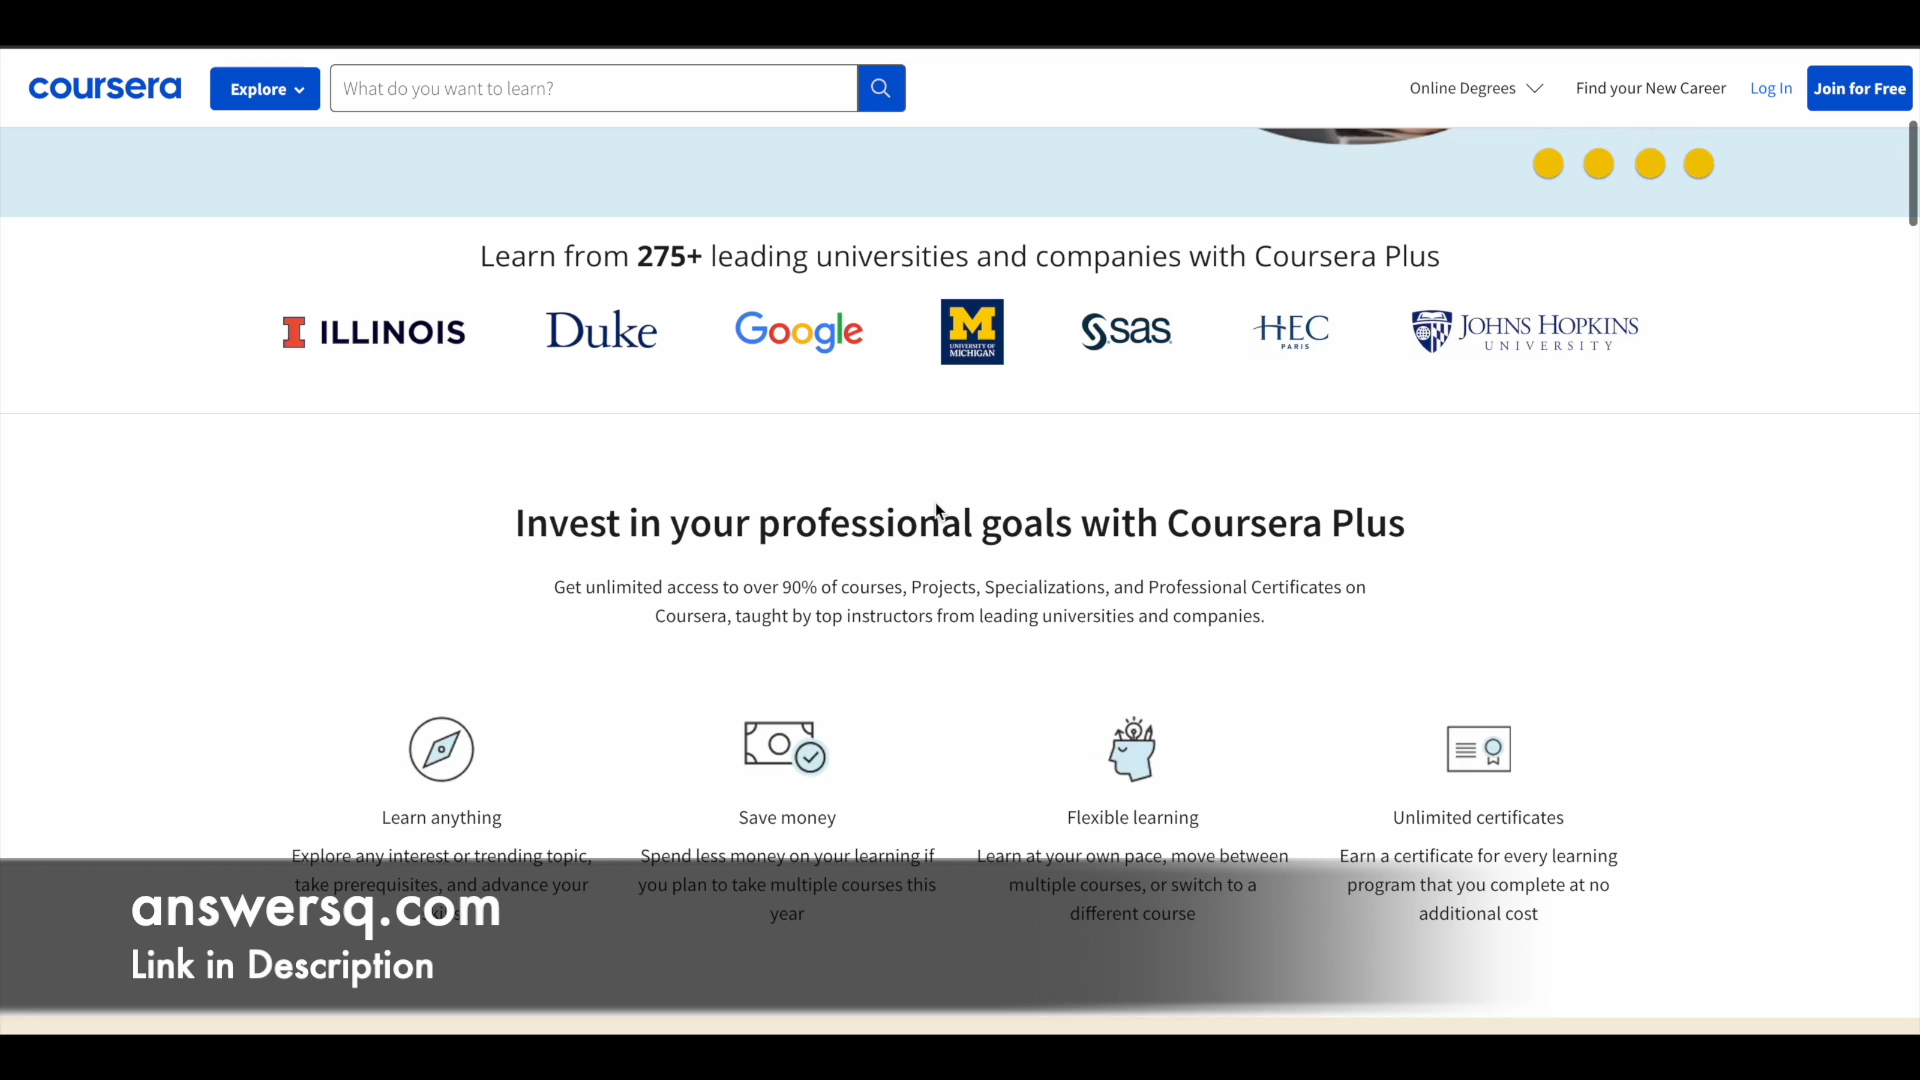 coursera
Explore
What do you want to learn?
Online Degrees
Find your New Career
Log In
Join for Free
Learn from 275+ leading universities and companies with Coursera Plus
I ILLINOIS
Duke
Google
M
UNIVERSITY OF
MICHIGAN
sas
HEC
PARIS
JOHNS HOPKINS
UNIVERSITY
Invest in your professional goals with Coursera Plus
Get unlimited access to over 90% of courses, Projects, Specializations, and Professional Certificates on
Coursera, taught by top instructors from leading universities and companies.
Learn anything
Explore any interest or trending topic,
take prerequisites, and advance your
Save money
Spend less money on your learning if
you plan to take multiple courses this
year
Flexible learning
Learn at your own pace, move between
multiple courses, or switch to a
different course
Unlimited certificates
Earn a certificate for every learning
program that you complete at no
additional cost
answersq.com
Link in Description